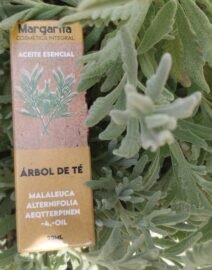 Margarita
COSMÉTICA INTEGRAL
ACEITE ESENCIAL
ÁRBOL DE TÉ
MALALEUCA
ALTERNIFOLIA
AEQTTERPINEN
-4,-OIL